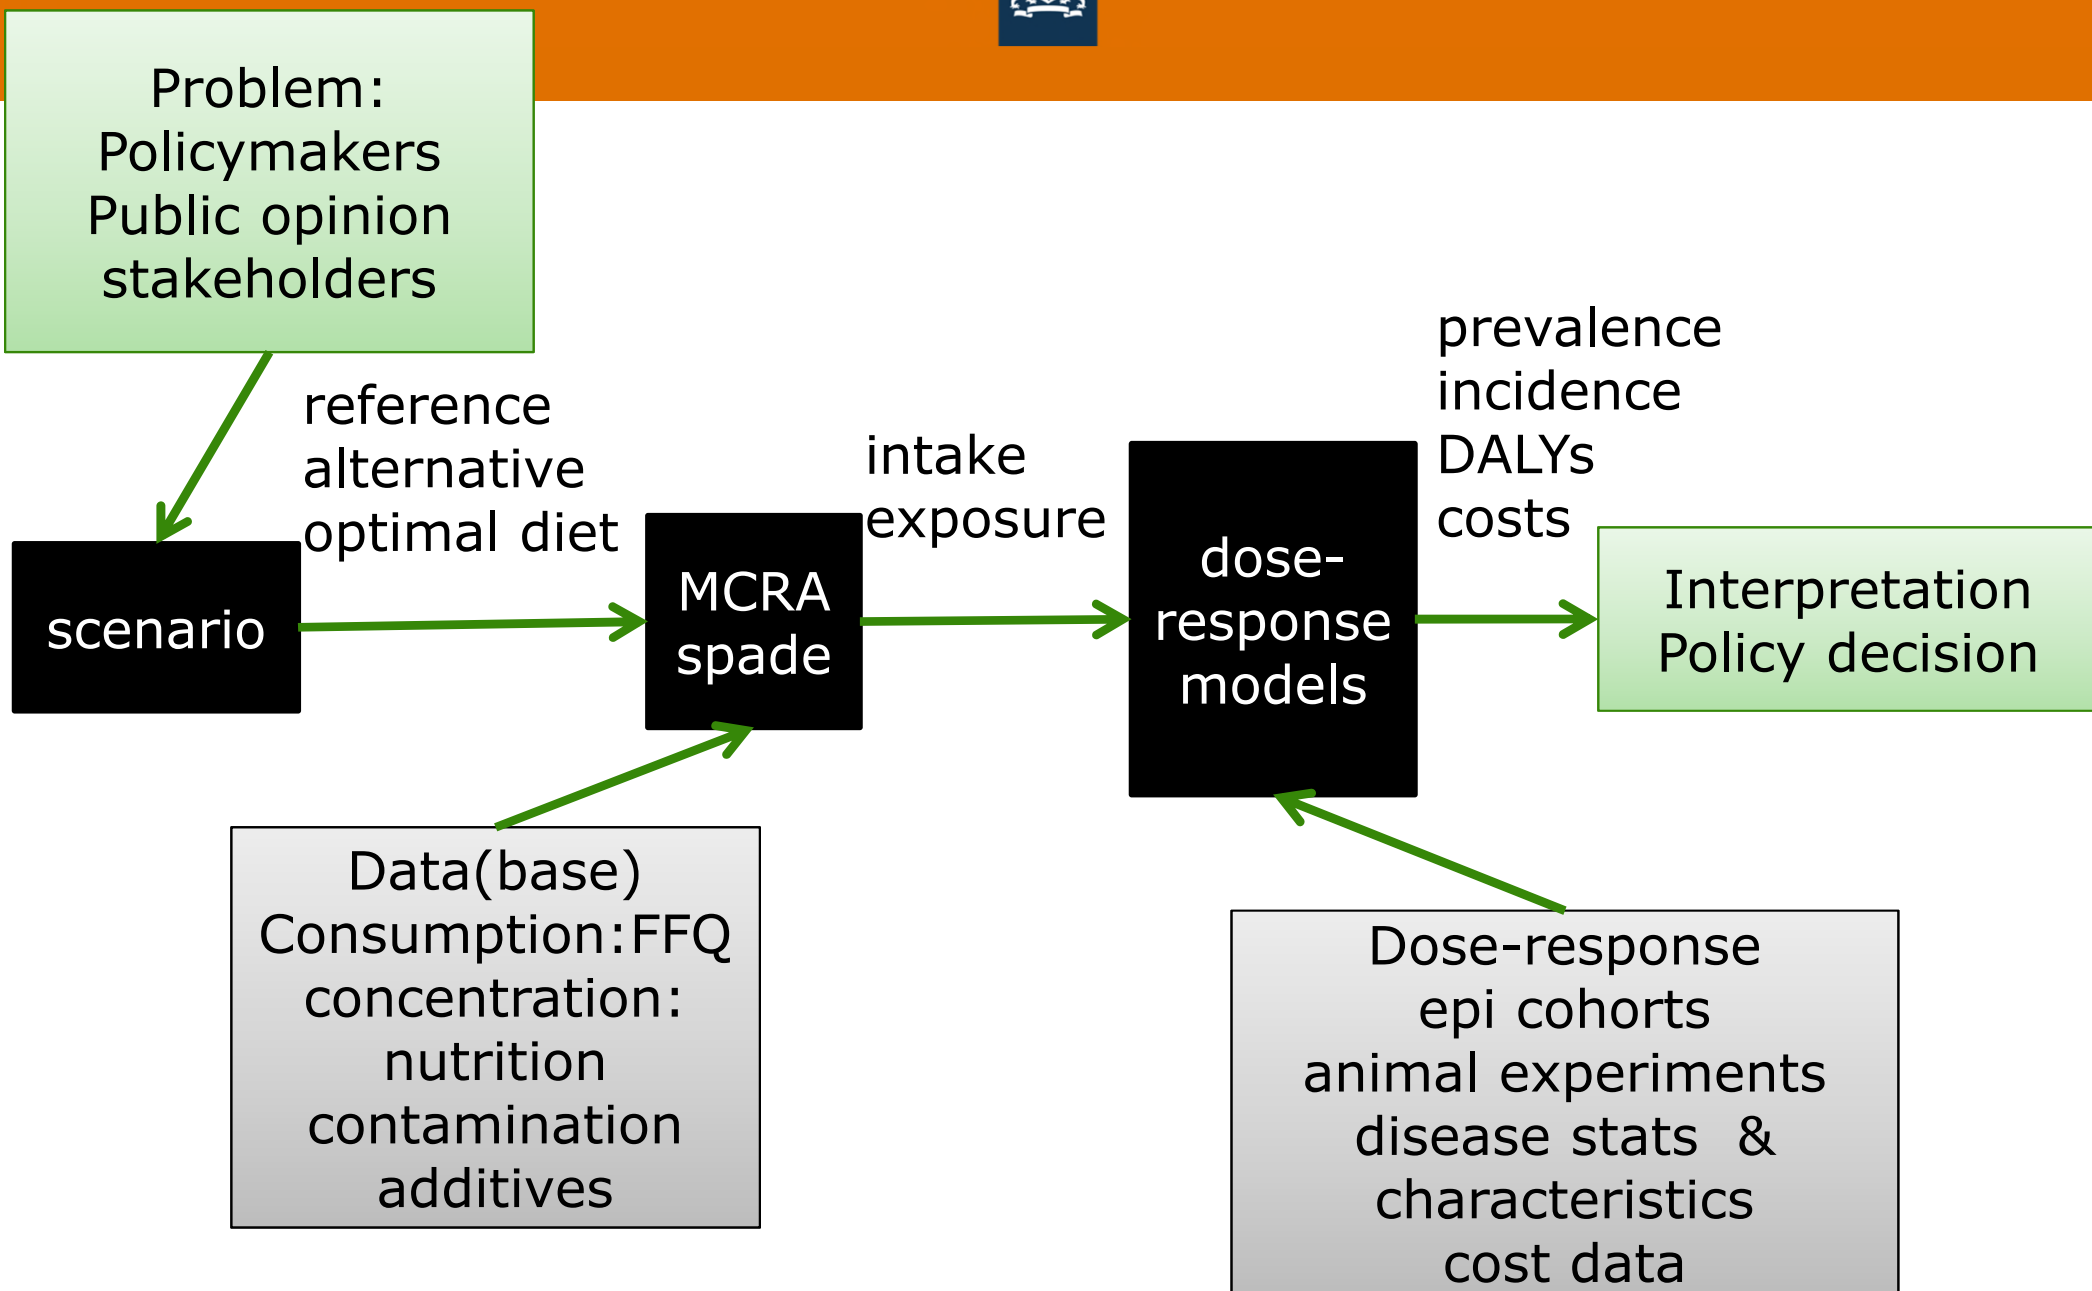 Problem:
Policymakers
Public opinion
stakeholders
reference
alternative
optimal diet
scenario
MCRA
spade
intake
exposure
dose-
response
models
prevalence
incidence
DALYs
costs
Interpretation
Policy decision
Data(base)
Consumption:FFQ
concentration:
nutrition
contamination
additives
Dose-response
epi cohorts
animal experiments
disease stats  &
characteristics
cost data